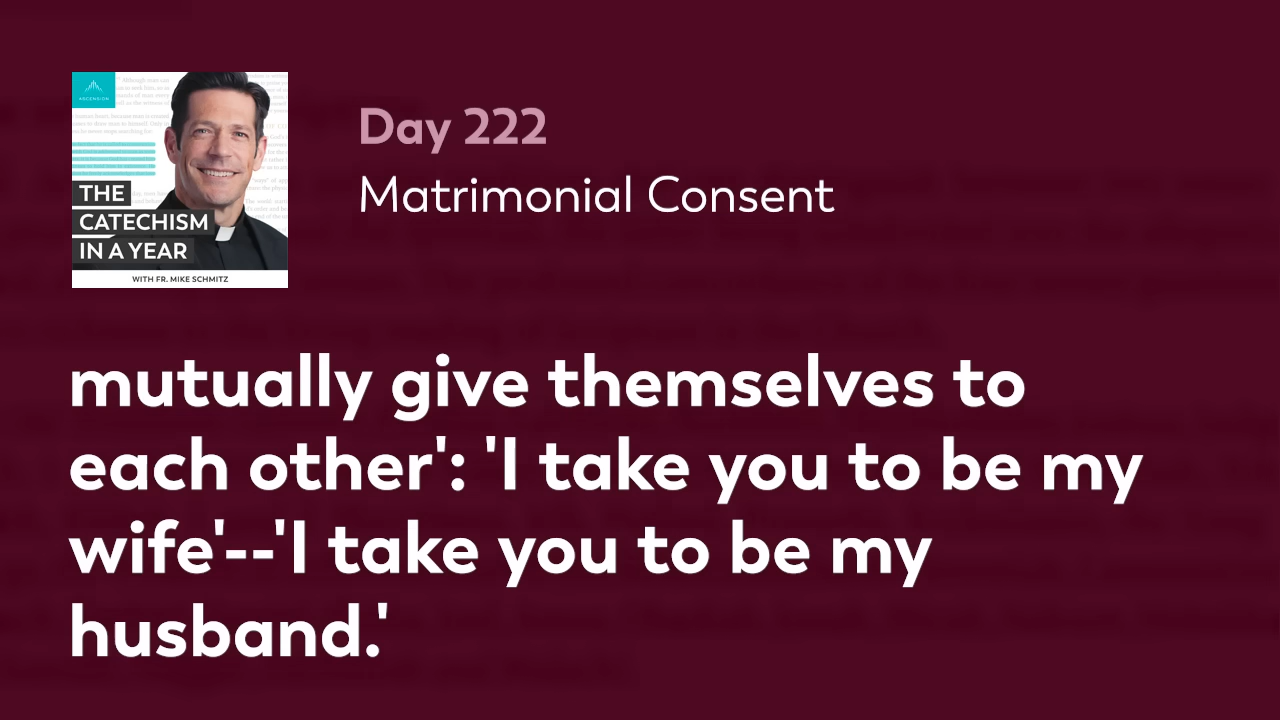 ASCENSION
THE
CATECHISM
IN A YEAR
WITH FR. MIKE SCHMITZ
Day 222
Matrimonial Consent
mutually give themselves to
each other': 'I take you to be my
wife'--'I take you to be my
husband.'